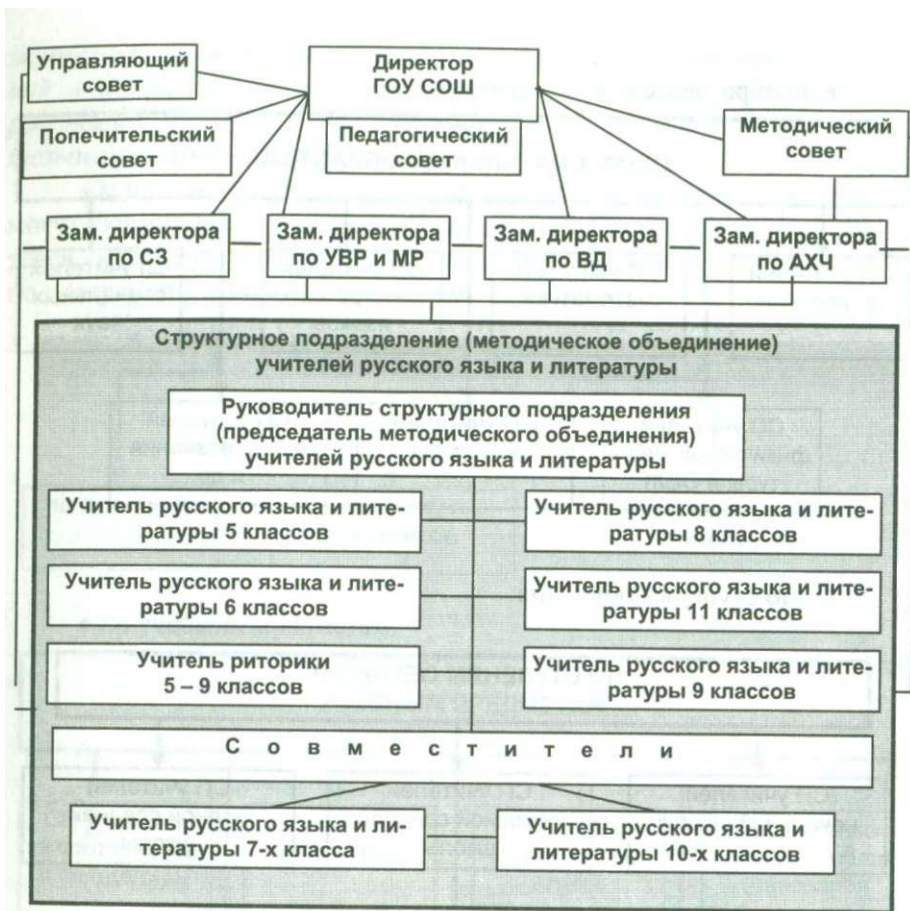 Управляющий
совет
Директор
ГОУ СОШ
Попечительский
совет
Педагогический
совет
Методический
совет
Зам. директора
по СЗ
Зам. директора
по УВР и МР
Зам. директора
по ВД
Зам. директора
по АХЧ
Структурное подразделение (методическое объединение)
учителей русского языка и литературы
Руководитель структурного подразделения
(председатель методического объединения)
учителей русского языка и литературы
Учитель русского языка и лите-
ратуры 5 классов
Учитель русского языка и лите-
ратуры 8 классов
Учитель русского языка и лите-
ратуры 6 классов
Учитель русского языка и лите-
ратуры 11 классов
Учитель риторики
5 – 9 классов
Учитель русского языка и лите-
ратуры 9 классов
С о в м е с т и т е л и
Учитель русского языка и ли-
тературы 7-х класса
Учитель русского языка и
литературы 10-х классов